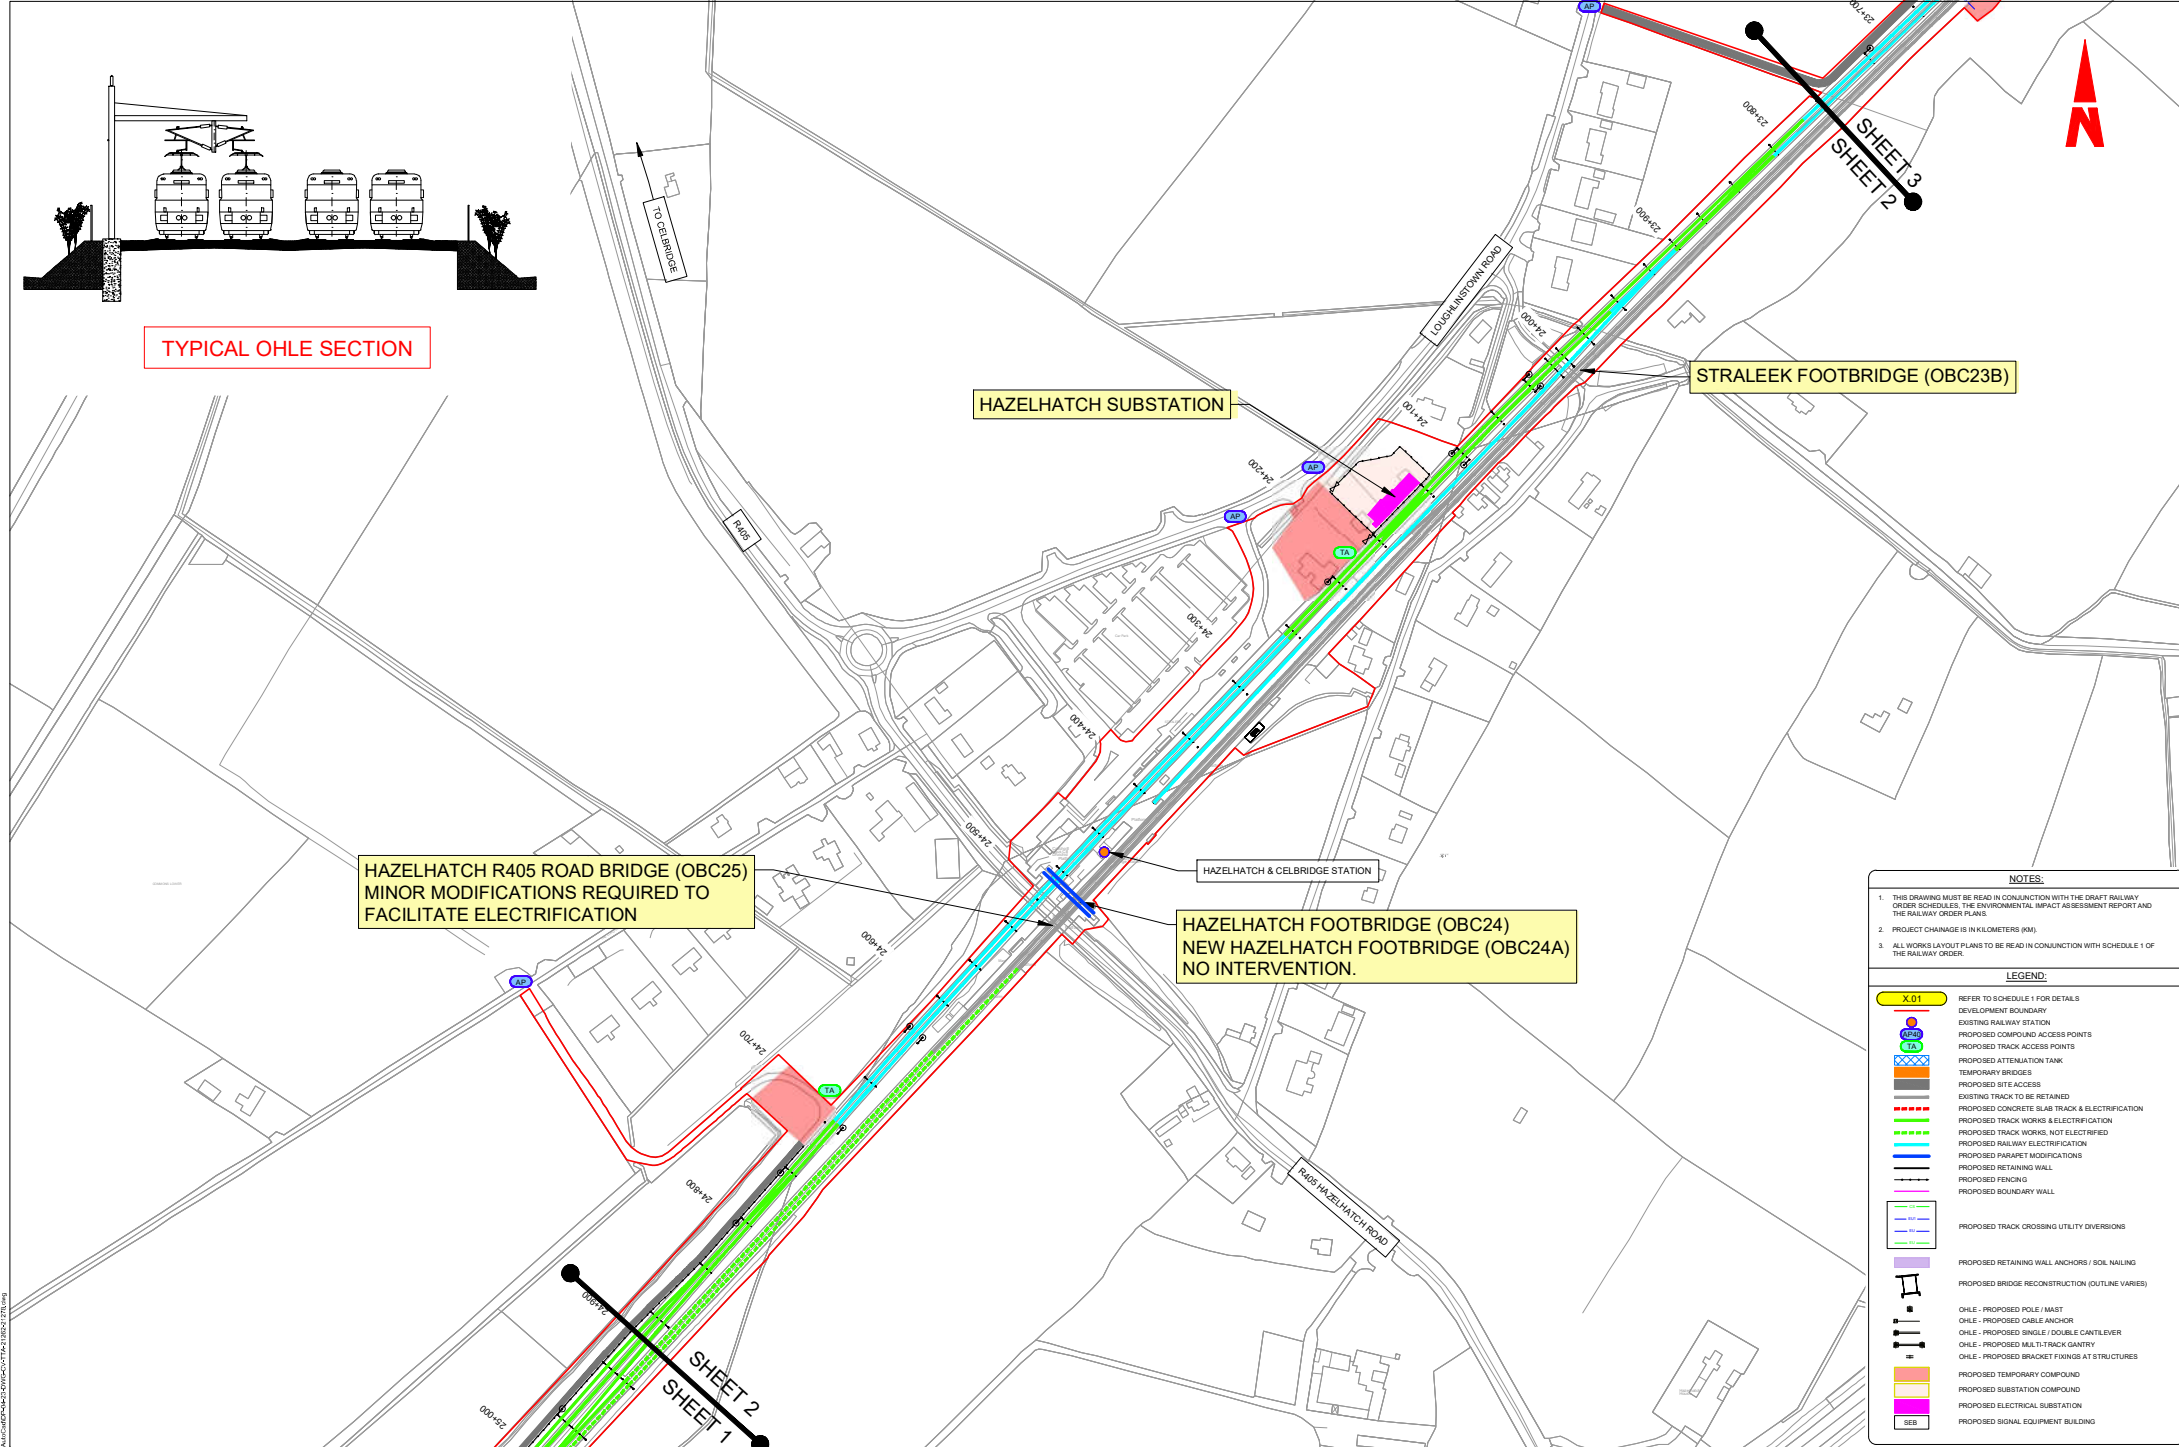 TYPICAL OHLE SECTION
TO CELBRIDGE
R405
LOUGHLINSTOWN ROAD
AP
23+700
23+800
SHEET 3
SHEET 2
N
23+900
24+000
STRALEEK FOOTBRIDGE (OBC23B)
HAZELHATCH SUBSTATION
24+100
AP
24+200
AP
TA
24+300
24+400
24+500
HAZELHATCH R405 ROAD BRIDGE (OBC25)
MINOR MODIFICATIONS REQUIRED TO
FACILITATE ELECTRIFICATION
HAZELHATCH & CELBRIDGE STATION
HAZELHATCH FOOTBRIDGE (OBC24)
NEW HAZELHATCH FOOTBRIDGE (OBC24A)
NO INTERVENTION.
24+600
AP
24+700
TA
24+800
R405 HAZELHATCH ROAD
24+900
SHEET 2
SHEET 1
25+000
NOTES:
1. THIS DRAWING MUST BE READ IN CONJUNCTION WITH THE DRAFT RAILWAY
ORDER SCHEDULES, THE ENVIRONMENTAL IMPACT ASSESSMENT REPORT AND
THE RAILWAY ORDER PLANS.
2. PROJECT CHAINAGE IS IN KILOMETERS (KM).
3. ALL WORKS LAYOUT PLANS TO BE READ IN CONJUNCTION WITH SCHEDULE 1 OF
THE RAILWAY ORDER.
LEGEND:
X.01 REFER TO SCHEDULE 1 FOR DETAILS
DEVELOPMENT BOUNDARY
EXISTING RAILWAY STATION
AP40 PROPOSED COMPOUND ACCESS POINTS
TA PROPOSED TRACK ACCESS POINTS
PROPOSED ATTENUATION TANK
TEMPORARY BRIDGES
PROPOSED SITE ACCESS
EXISTING TRACK TO BE RETAINED
PROPOSED CONCRETE SLAB TRACK & ELECTRIFICATION
PROPOSED TRACK WORKS & ELECTRIFICATION
PROPOSED TRACK WORKS, NOT ELECTRIFIED
PROPOSED RAILWAY ELECTRIFICATION
PROPOSED PARAPET MODIFICATIONS
PROPOSED RETAINING WALL
PROPOSED FENCING
PROPOSED BOUNDARY WALL
PROPOSED TRACK CROSSING UTILITY DIVERSIONS
PROPOSED RETAINING WALL ANCHORS / SOIL NAILING
PROPOSED BRIDGE RECONSTRUCTION (OUTLINE VARIES)
OHLE - PROPOSED POLE / MAST
OHLE - PROPOSED CABLE ANCHOR
OHLE - PROPOSED SINGLE / DOUBLE CANTILEVER
OHLE - PROPOSED MULTI-TRACK GANTRY
OHLE - PROPOSED BRACKET FIXINGS AT STRUCTURES
PROPOSED TEMPORARY COMPOUND
PROPOSED SUBSTATION COMPOUND
PROPOSED ELECTRICAL SUBSTATION
SEB PROPOSED SIGNAL EQUIPMENT BUILDING